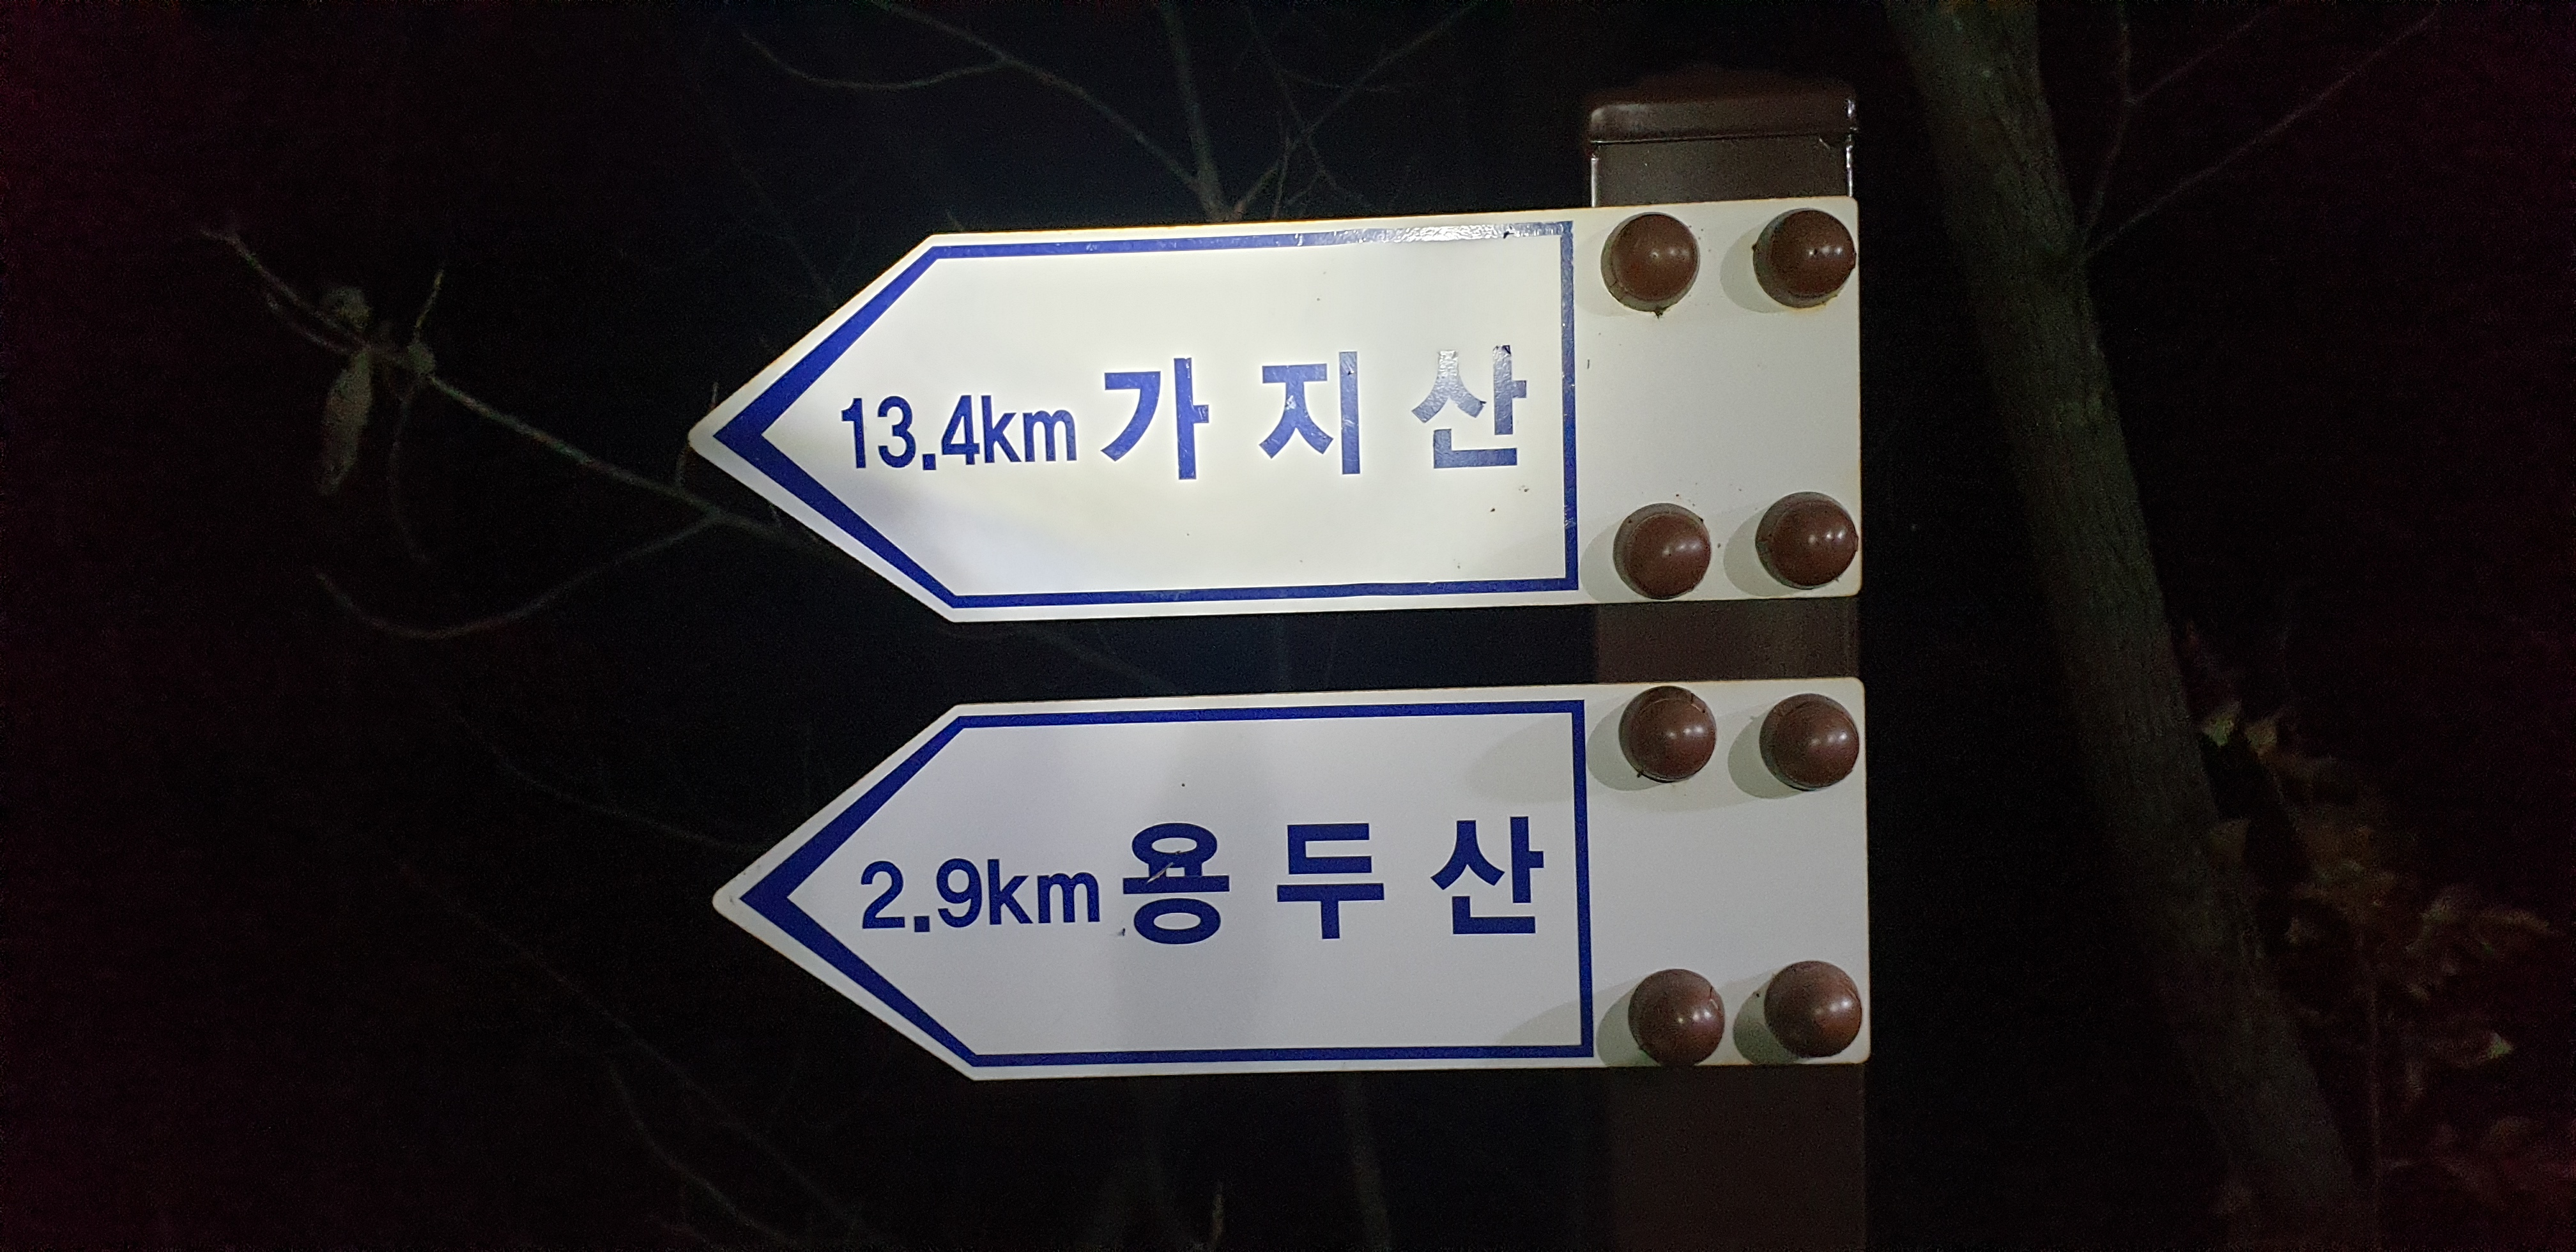 13.4km 가 지 산
2.9km 용 두 산